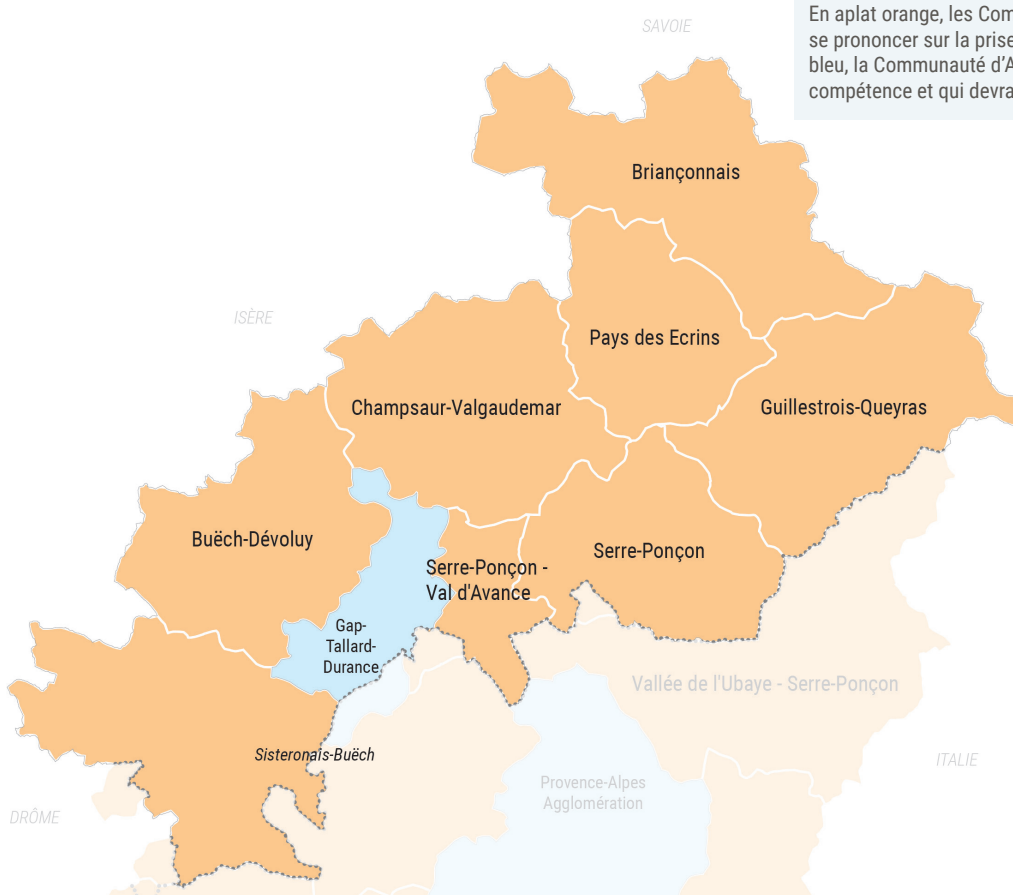 En aplat orange, les Com
se prononcer sur la prise
bleu, la Communauté d'A
compétence et qui devra
SAVOIE
Briançonnais
ISÈRE
Pays des Ecrins
Champsaur-Valgaudemar
Guillestrois-Queyras
Buëch-Dévoluy
Serre-Ponçon
Serre-Ponçon -
Val d'Avance
Gap-
Tallard-
Durance
Vallée de l'Ubaye - Serre-Ponçon
Sisteronais-Buëch
ITALIE
Provence-Alpes
Agglomération
DRÔME